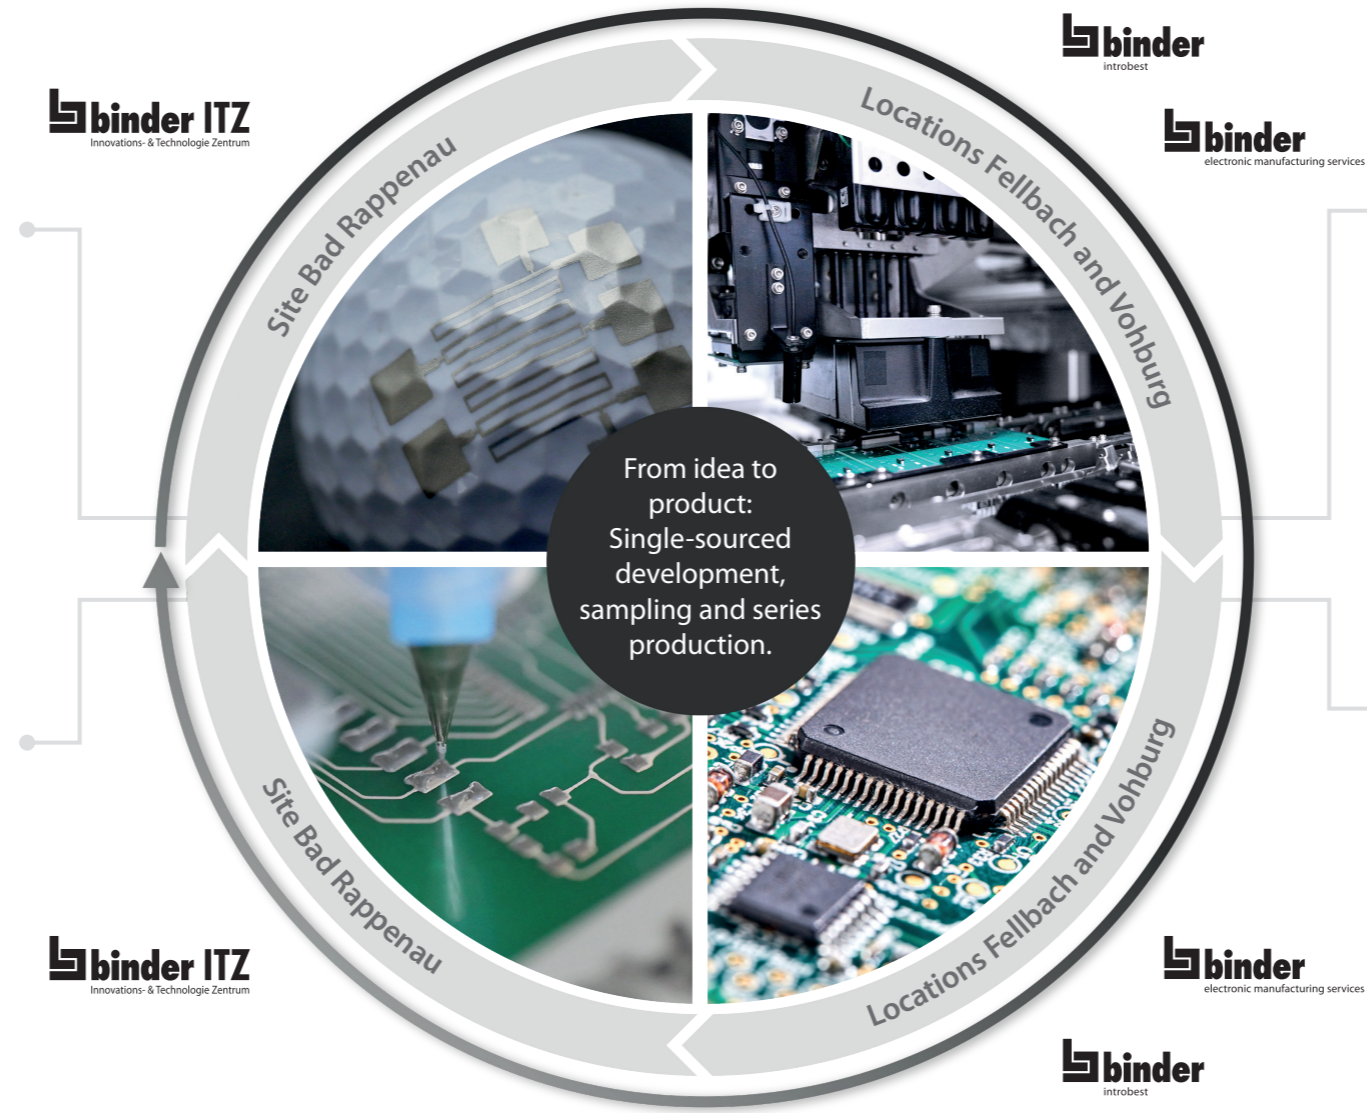 binder
introbest
binder ITZ
Innovations- & Technologie Zentrum
binder
electronic manufacturing services
Site Bad Rappenau
Locations Fellbach and Vohburg
From idea to
product:
Single-sourced
development,
sampling and series
production.
Site Bad Rappenau
Locations Fellbach and Vohburg
binder ITZ
Innovations- & Technologie Zentrum
binder
electronic manufacturing services
binder
introbest